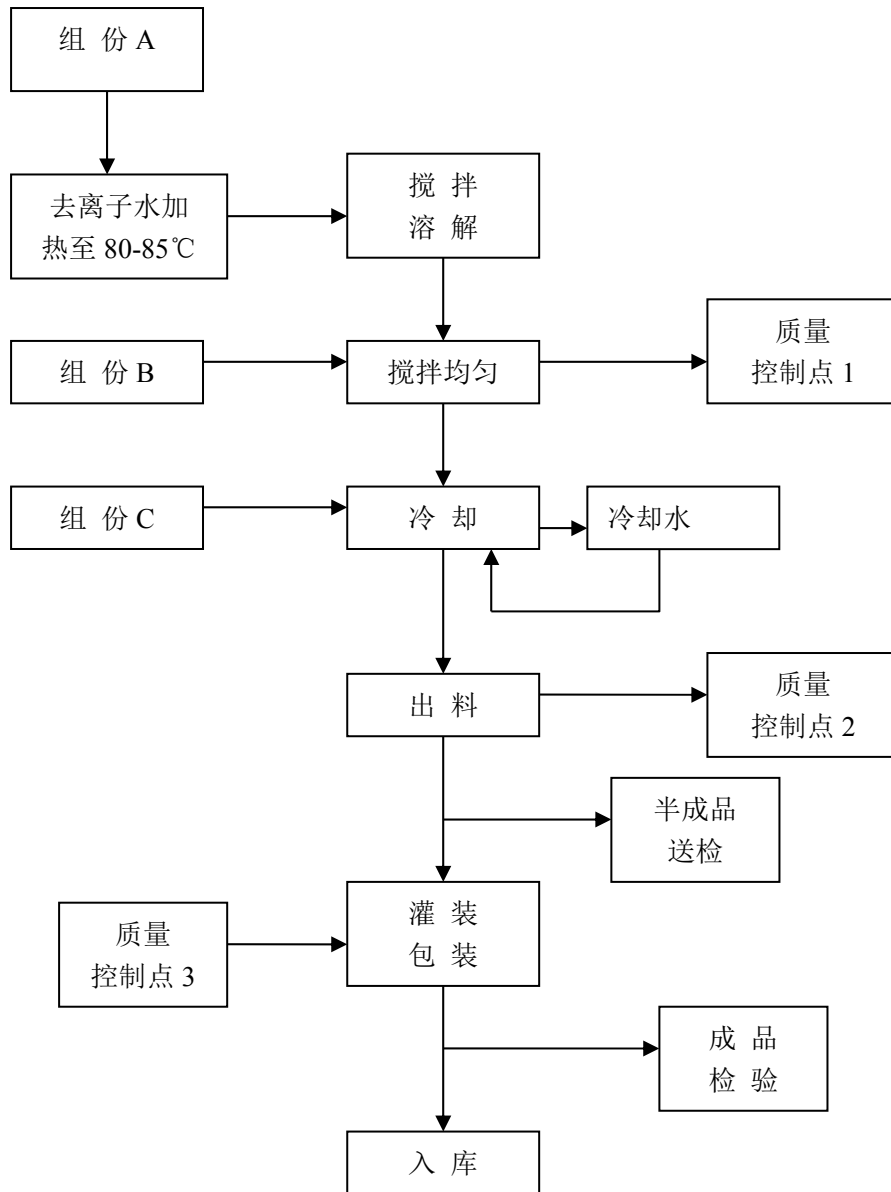 组 份 A
去离子水加
热至 80-85℃
搅 拌
溶 解
组 份 B
搅拌均匀
质量
控制点 1
组 份 C
冷 却
冷却水
出 料
质量
控制点 2
半成品
送检
质量
控制点 3
灌 装
包 装
成 品
检 验
入 库